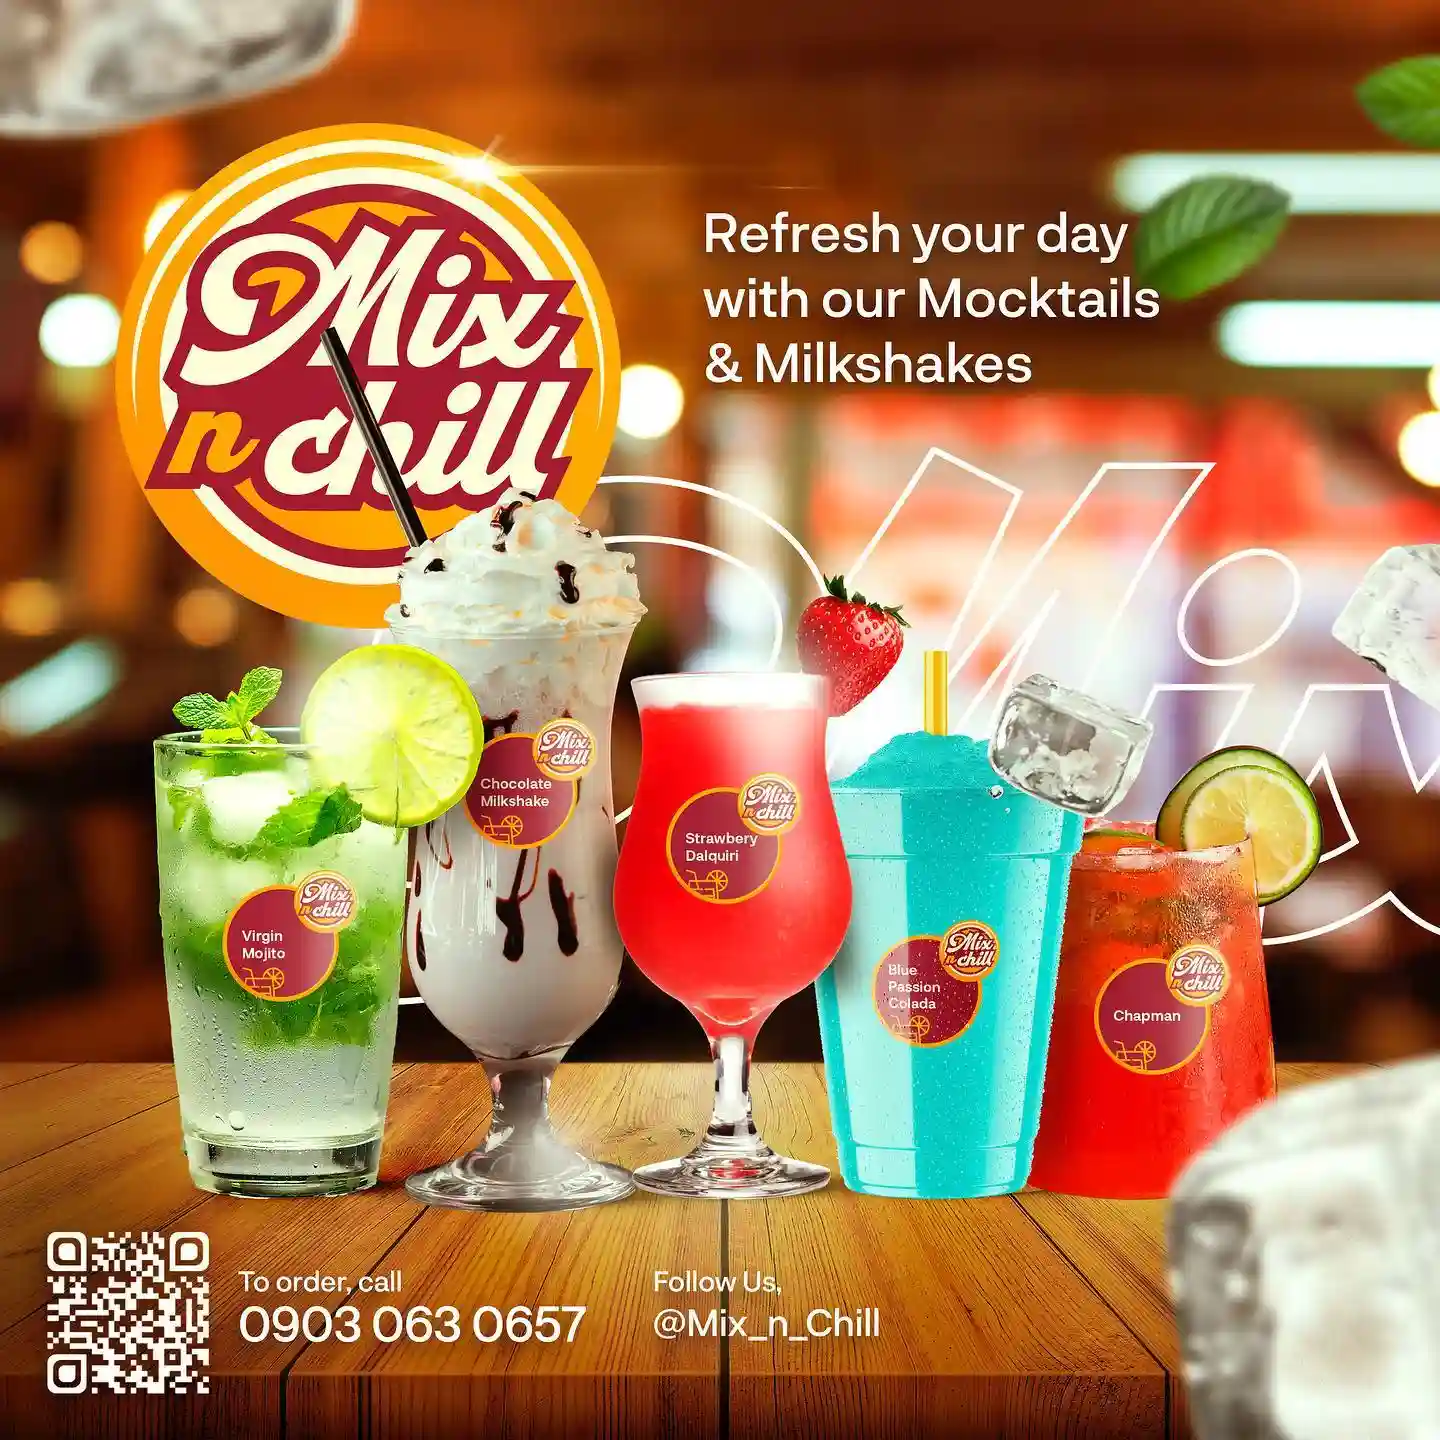 Mix
n chill
Refresh your day
with our Mocktails
& Milkshakes
Mix
Mix
n chill
Chocolate
Milkshake
Mix
n chill
Strawbery
Dalquiri
Mix
n chill
Virgin
Mojito
Mix
n chill
Blue
Passion
Colada
Mix
n chill
Chapman
To order, call
0903 063 0657
Follow Us,
@Mix_n_Chill